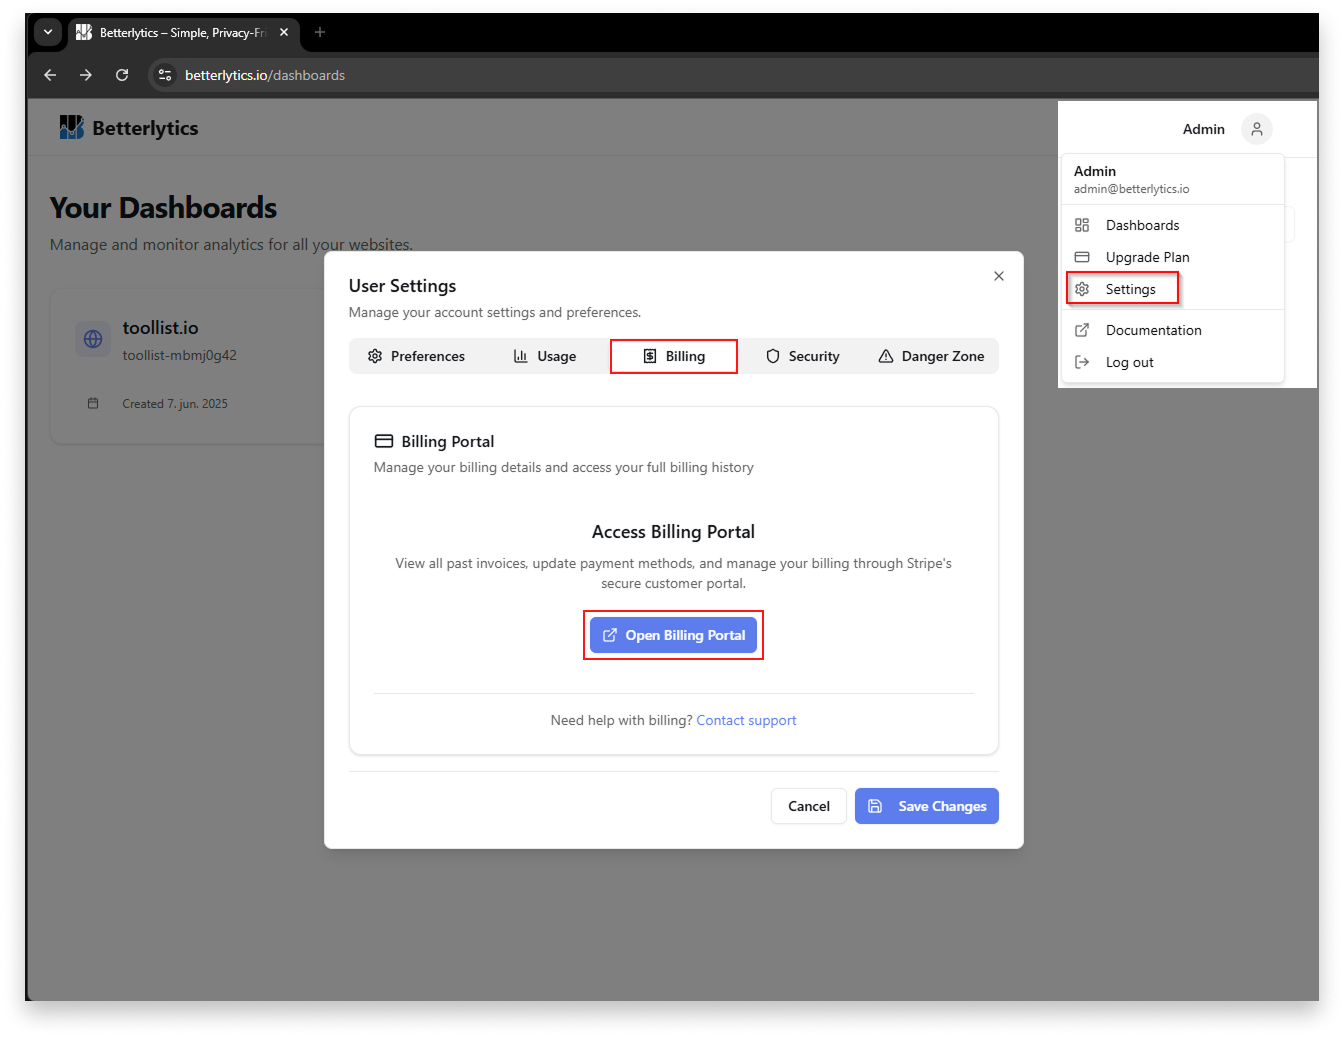 Betterlytics – Simple, Privacy-Fri
betterlytics.io/dashboards
Betterlytics
Admin
Admin
admin@betterlytics.io
Dashboards
Upgrade Plan
Settings
Documentation
Log out
Your Dashboards
Manage and monitor analytics for all your websites.
toollist.io
toollist-mbmj0g42
Created 7. jun. 2025
User Settings
Manage your account settings and preferences.
Preferences
Usage
Billing
Security
Danger Zone
Billing Portal
Manage your billing details and access your full billing history
Access Billing Portal
View all past invoices, update payment methods, and manage your billing through Stripe's
secure customer portal.
Open Billing Portal
Need help with billing? Contact support
Cancel
Save Changes